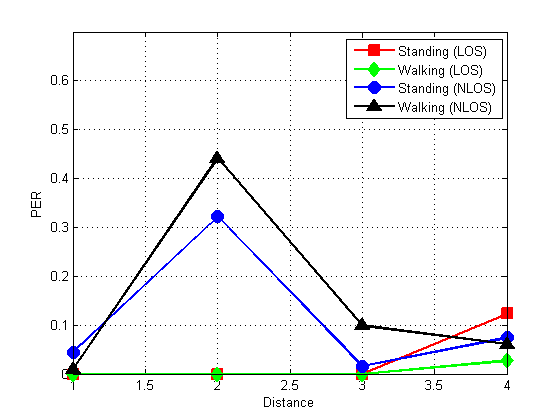 Standing (LOS)
Walking (LOS)
Standing (NLOS)
Walking (NLOS)
0.6
0.5
0.4
0.3
0.2
0.1
0
PER
1 1.5 2 2.5 3 3.5 4
Distance